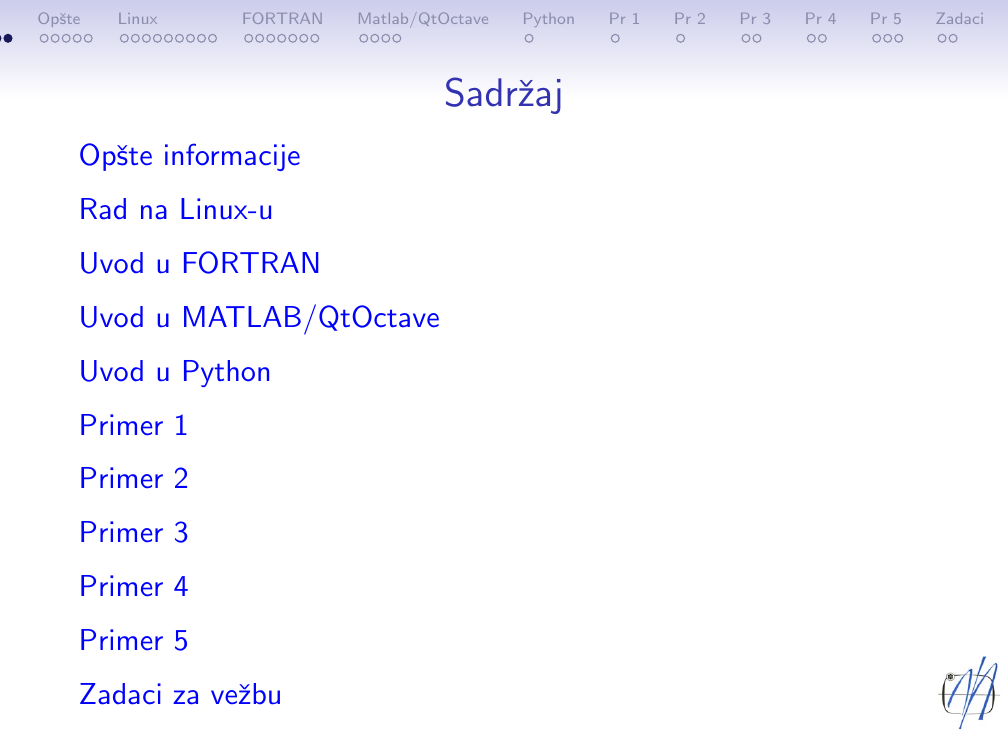 Opšte Linux FORTRAN Matlab/QtOctave Python Pr 1 Pr 2 Pr 3 Pr 4 Pr 5 Zadaci
Sadržaj
Opšte informacije
Rad na Linux-u
Uvod u FORTRAN
Uvod u MATLAB/QtOctave
Uvod u Python
Primer 1
Primer 2
Primer 3
Primer 4
Primer 5
Zadaci za vežbu